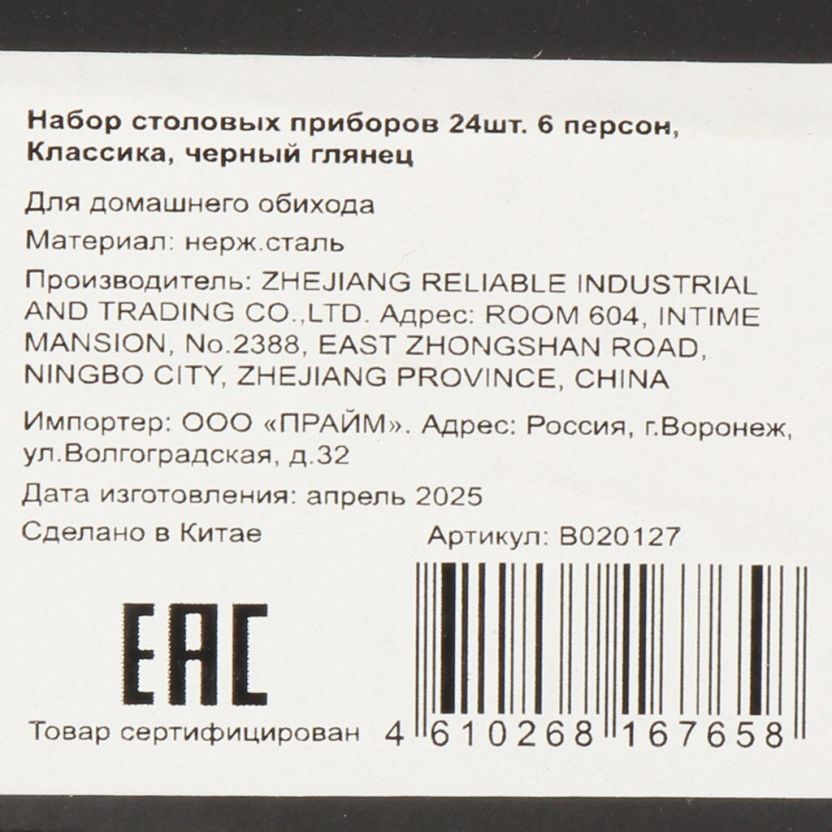 Набор столовых приборов 24шт. 6 персон,
Классика, черный глянец
Для домашнего обихода
Материал: нерж.сталь
Производитель: ZHEJIANG RELIABLE INDUSTRIAL
AND TRADING CO.,LTD. Адрес: ROOM 604, INTIME
MANSION, No.2388, EAST ZHONGSHAN ROAD,
NINGBO CITY, ZHEJIANG PROVINCE, CHINA
Импортер: ООО «ПРАЙМ». Адрес: Россия, г.Воронеж,
ул.Волгоградская, д.32
Дата изготовления: апрель 2025
Сделано в Китае
Артикул: B020127
EAC
Товар сертифицирован
4 610268 167658